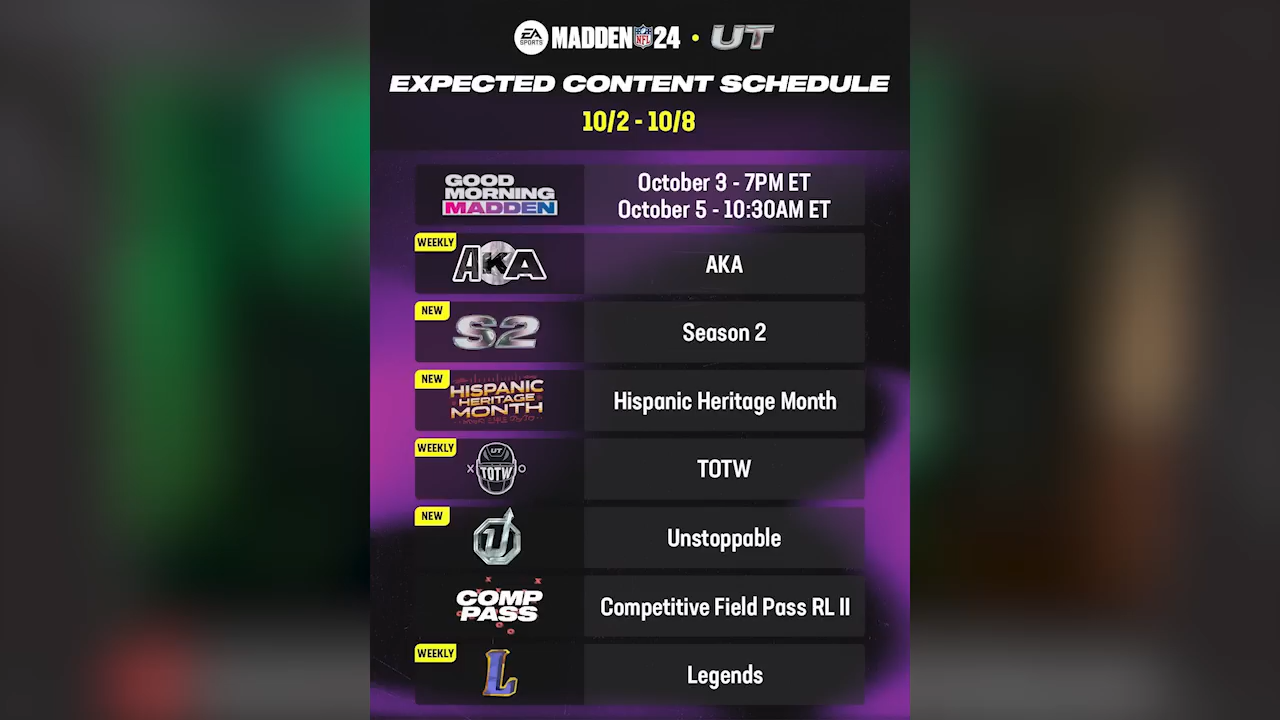 EA SPORTS MADDEN NFL 24 • UT
EXPECTED CONTENT SCHEDULE
10/2 - 10/8
GOOD MORNING MADDEN
October 3 - 7PM ET
October 5 - 10:30AM ET
WEEKLY
AKA
AKA
NEW
S2
Season 2
NEW
HISPANIC
HERITAGE
MONTH
Hispanic Heritage Month
WEEKLY
UT
X TOTW O
TOTW
NEW
U
Unstoppable
COMP
PASS
Competitive Field Pass RL II
WEEKLY
L
Legends